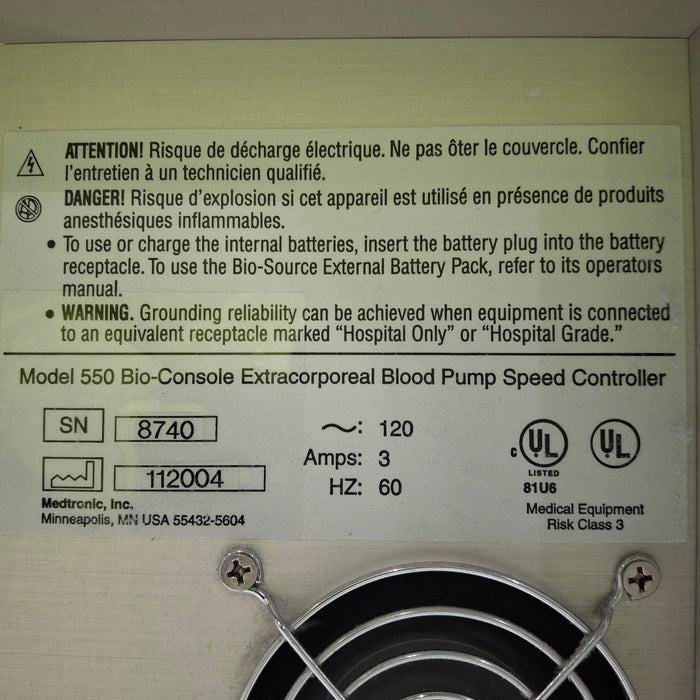 ATTENTION! Risque de décharge électrique. Ne pas ôter le couvercle. Confier
l'entretien à un technicien qualifié.
DANGER! Risque d'explosion si cet appareil est utilisé en présence de produits
anesthésiques inflammables.
• To use or charge the internal batteries, insert the battery plug into the battery
receptacle. To use the Bio-Source External Battery Pack, refer to its operators
manual.
• WARNING. Grounding reliability can be achieved when equipment is connected
to an equivalent receptacle marked “Hospital Only” or “Hospital Grade.”
Model 550 Bio-Console Extracorporeal Blood Pump Speed Controller
SN 8740
112004
Medtronic, Inc.
Minneapolis, MN USA 55432-5604
~: 120
Amps: 3
HZ: 60
c UL UL
LISTED
81U6
Medical Equipment
Risk Class 3